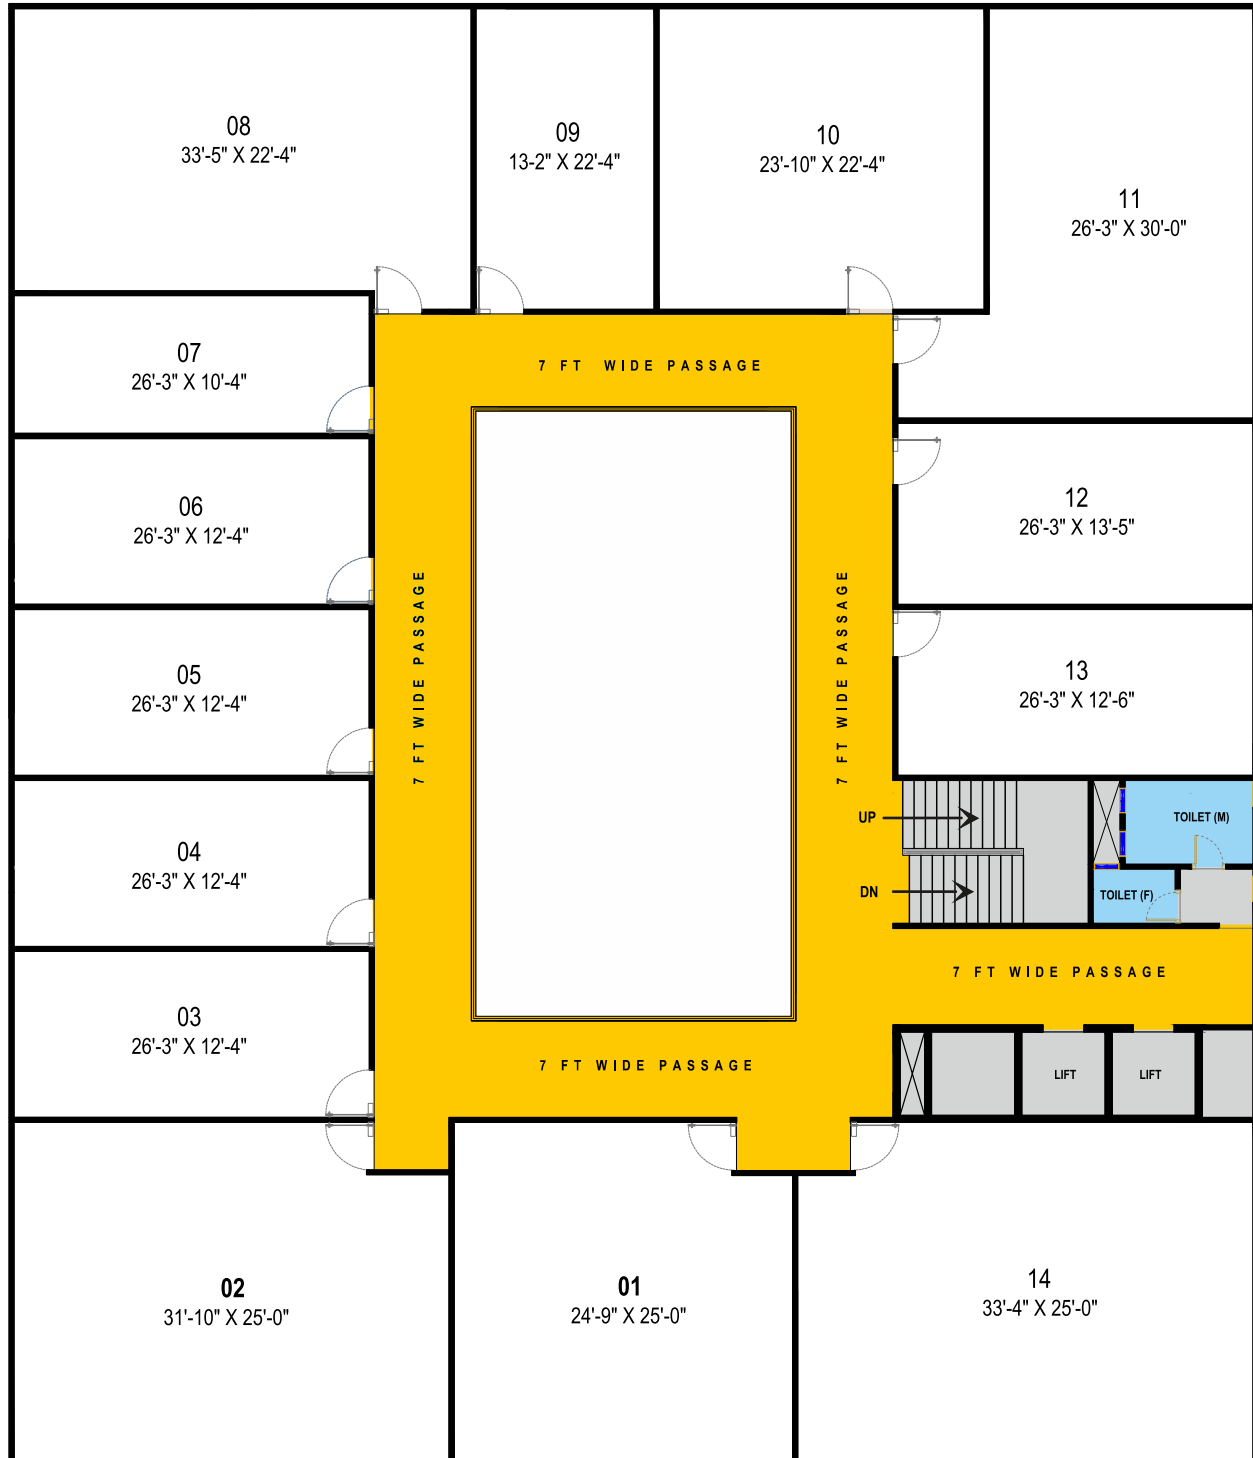 08
33'-5" X 22'-4"
09
13-2" X 22'-4"
10
23'-10" X 22'-4"
11
26'-3" X 30'-0"
07
26'-3" X 10'-4"
7 FT WIDE PASSAGE
06
26'-3" X 12'-4"
12
26'-3" X 13'-5"
05
26'-3" X 12'-4"
7 FT WIDE PASSAGE
7 FT WIDE PASSAGE
13
26'-3" X 12'-6"
04
26'-3" X 12'-4"
UP
DN
TOILET (M)
TOILET (F)
7 FT WIDE PASSAGE
03
26'-3" X 12'-4"
7 FT WIDE PASSAGE
LIFT
LIFT
02
31'-10" X 25'-0"
01
24'-9" X 25'-0"
14
33'-4" X 25'-0"